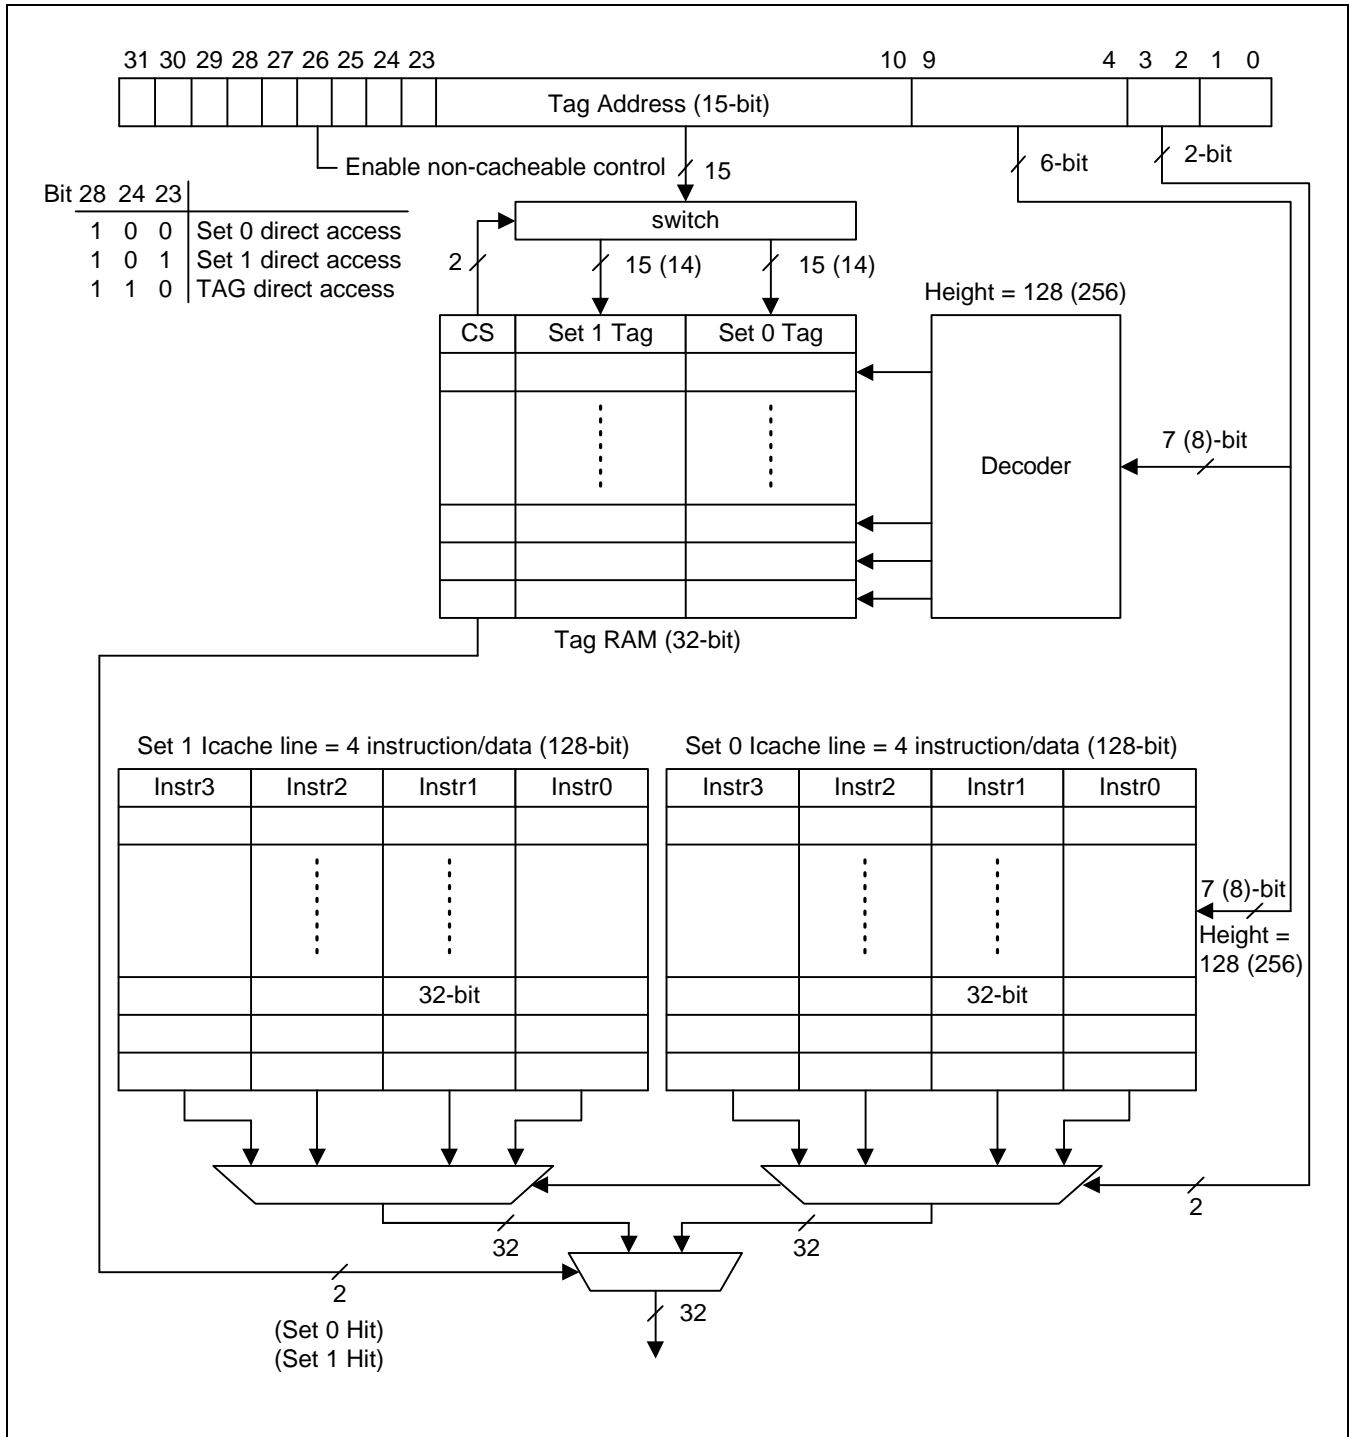 31 30 29 28 27 26 25 24 23 10 9 4 3 2 1 0
Tag Address (15-bit)
Enable non-cacheable control 15
6-bit
2-bit
Bit 28 24 23
1 0 0 Set 0 direct access
1 0 1 Set 1 direct access
1 1 0 TAG direct access
switch
2
15 (14)
15 (14)
Height = 128 (256)
CS Set 1 Tag Set 0 Tag
Decoder
7 (8)-bit
Tag RAM (32-bit)
Set 1 Icache line = 4 instruction/data (128-bit)
Set 0 Icache line = 4 instruction/data (128-bit)
Instr3 Instr2 Instr1 Instr0
Instr3 Instr2 Instr1 Instr0
7 (8)-bit
Height =
128 (256)
32-bit
32-bit
2
32
32
2
(Set 0 Hit)
(Set 1 Hit)
32